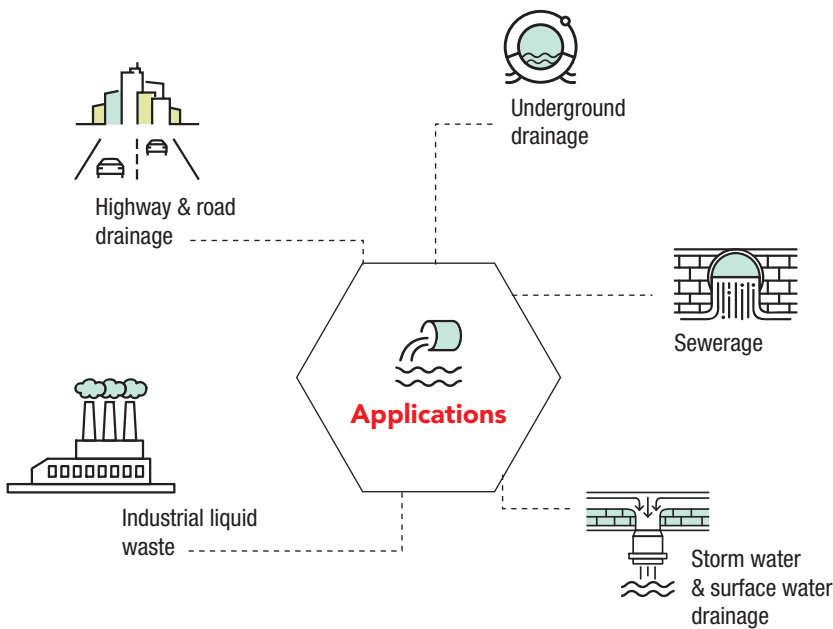 Underground
drainage
Highway & road
drainage
Sewerage
Applications
Industrial liquid
waste
Storm water
& surface water
drainage